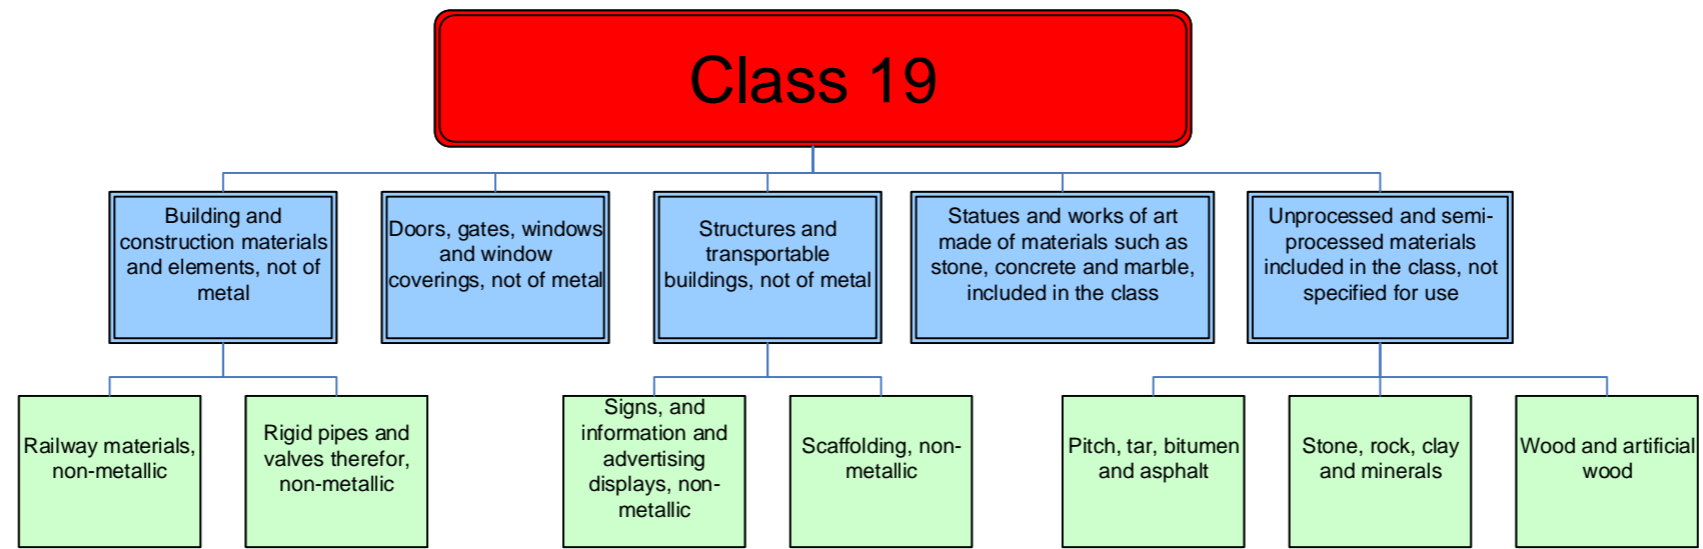 Class 19
Building and
construction materials
and elements, not of
metal
Doors, gates, windows
and window
coverings, not of metal
Structures and
transportable
buildings, not of metal
Statues and works of art
made of materials such as
stone, concrete and marble,
included in the class
Unprocessed and semi-
processed materials
included in the class, not
specified for use
Railway materials,
non-metallic
Rigid pipes and
valves therefor,
non-metallic
Signs, and
information and
advertising
displays, non-
metallic
Scaffolding, non-
metallic
Pitch, tar, bitumen
and asphalt
Stone, rock, clay
and minerals
Wood and artificial
wood